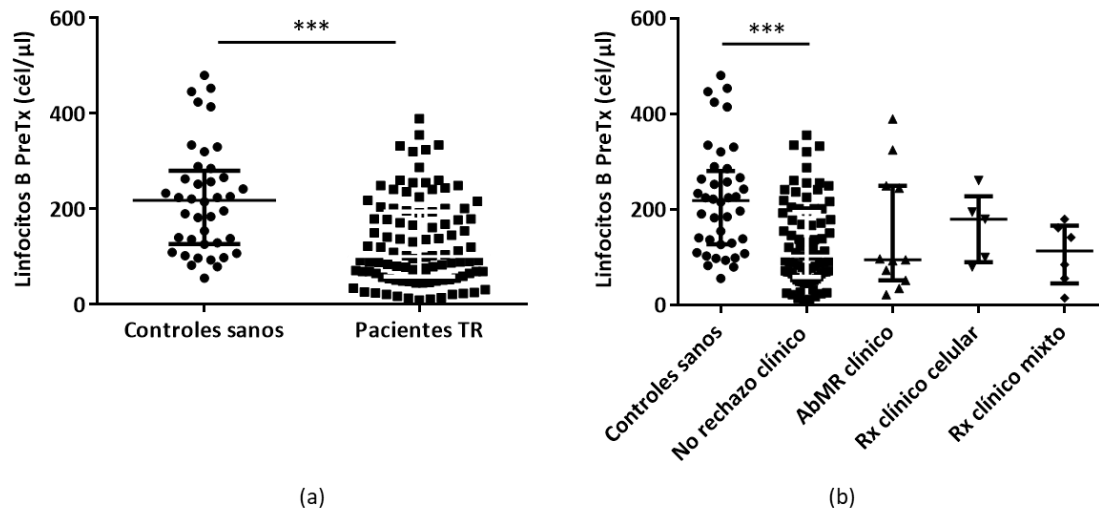 Linfocitos B PreTx (cél/µl)
600
400
200
0
***
Controles sanos
Pacientes TR
(a)
Linfocitos B PreTx (cél/µl)
600
400
200
0
***
Controles sanos
No rechazo clínico
AbMR clínico
Rx clínico celular
Rx clínico mixto
(b)